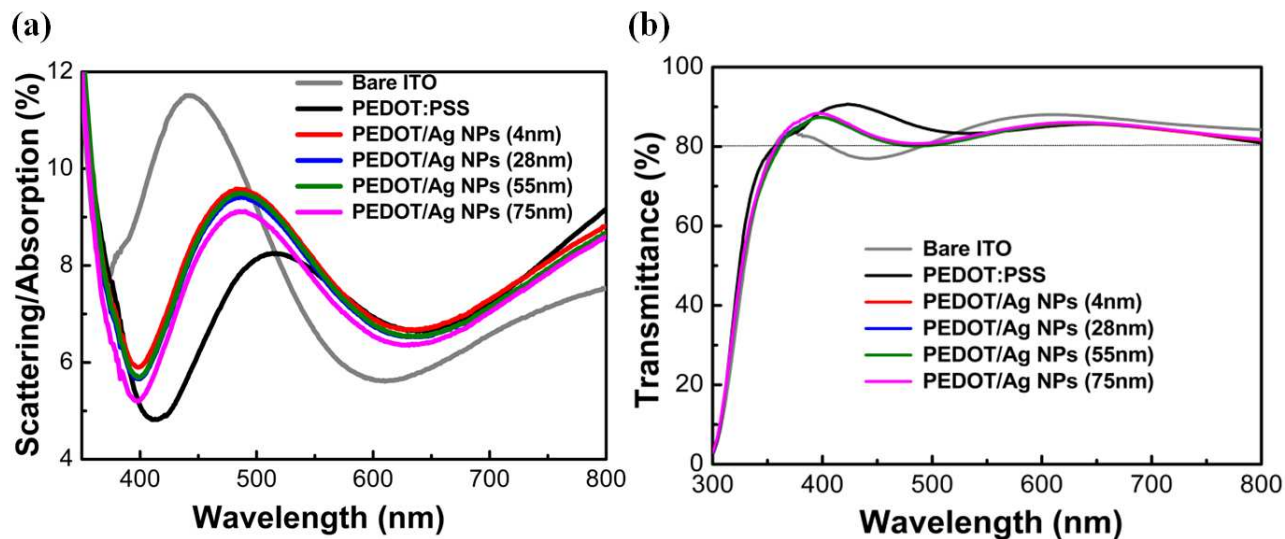 (a)
Scattering/Absorption (%)
12
10
8
6
4
400
500
600
700
800
Wavelength (nm)
Bare ITO
PEDOT:PSS
PEDOT/Ag NPs (4nm)
PEDOT/Ag NPs (28nm)
PEDOT/Ag NPs (55nm)
PEDOT/Ag NPs (75nm)
(b)
Transmittance (%)
100
80
60
40
20
0
300
400
500
600
700
800
Wavelength (nm)
Bare ITO
PEDOT:PSS
PEDOT/Ag NPs (4nm)
PEDOT/Ag NPs (28nm)
PEDOT/Ag NPs (55nm)
PEDOT/Ag NPs (75nm)